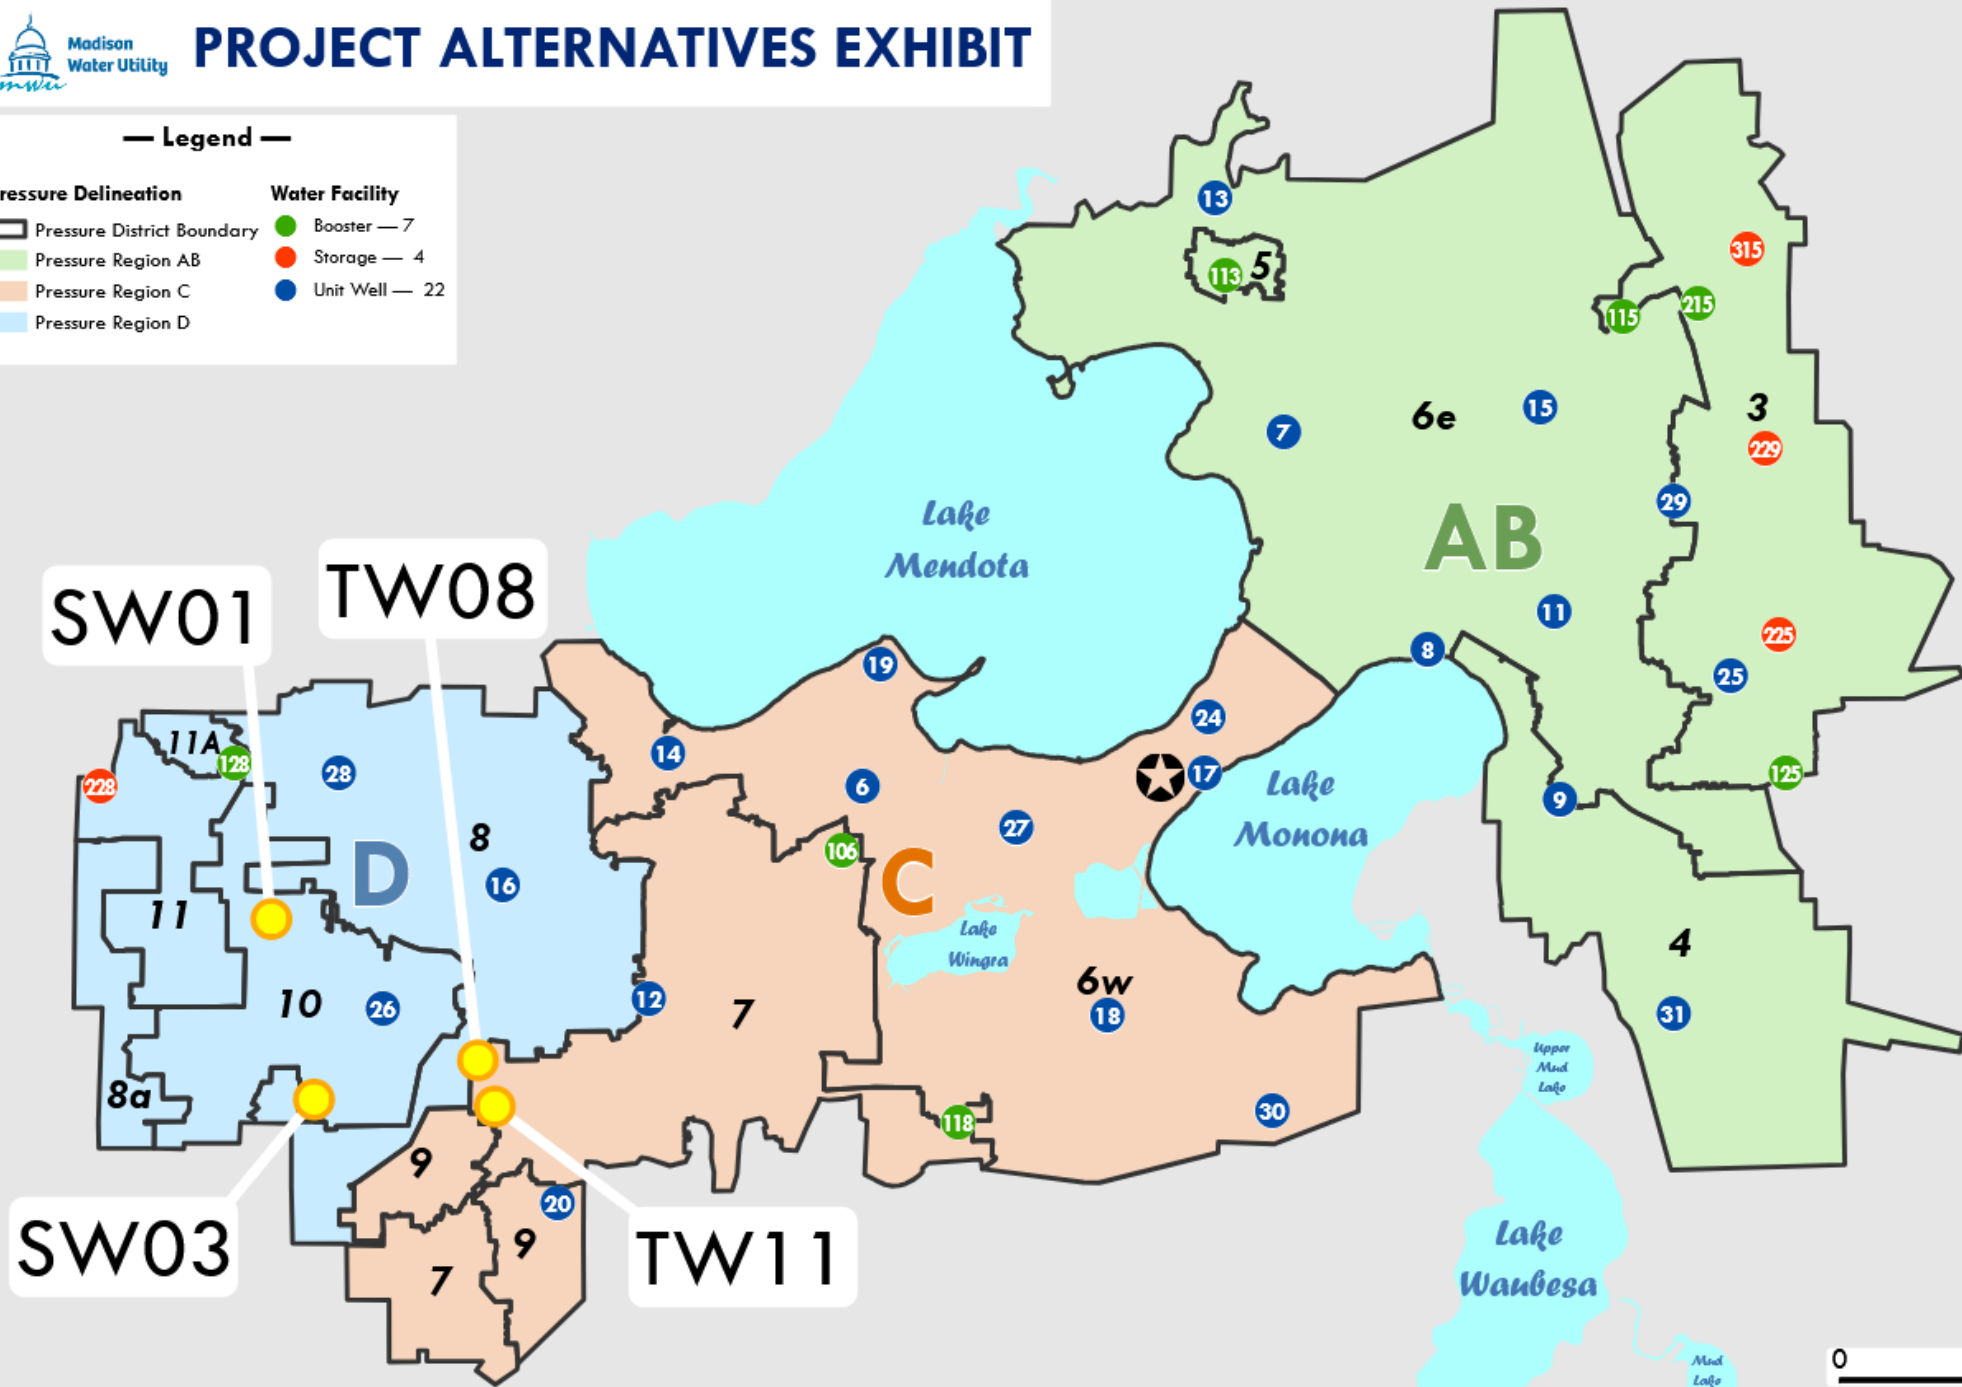 Madison
Water Utility
mwu
PROJECT ALTERNATIVES EXHIBIT
— Legend —
ressure Delineation
Pressure District Boundary
Pressure Region AB
Pressure Region C
Pressure Region D
Water Facility
Booster — 7
Storage — 4
Unit Well — 22
13
113
5
315
115
215
7
6e
15
3
229
29
AB
Lake
Mendota
SW01
TW08
11
225
8
25
19
24
11A
128
228
28
14
6
17
Lake
Monona
125
9
8
27
106
D
16
C
11
Lake
Wingra
4
10
26
12
7
6w
18
31
Upper
Mud
Lake
8a
118
30
9
20
SW03
9
TW11
7
Lake
Waubesa
Mud
Lake
0